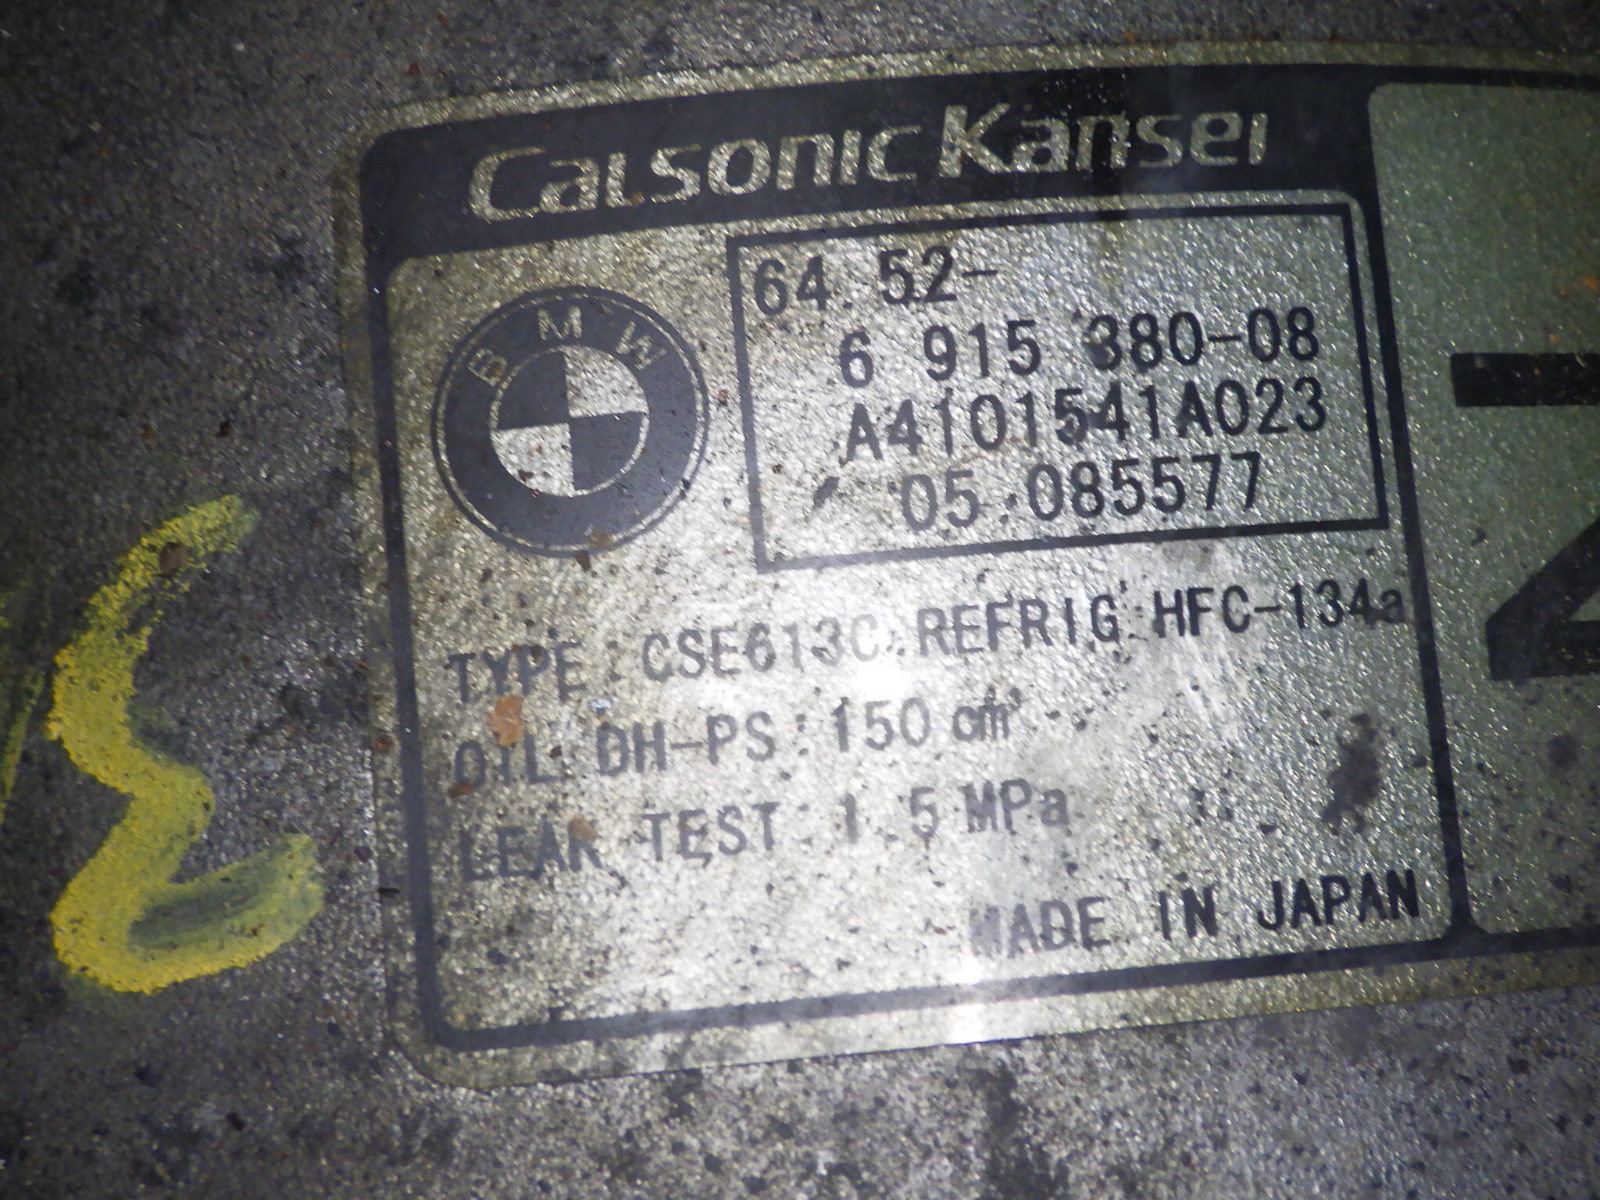 Calsonic Kansei
BMW
64. 52-
6 915 380-08
A4101541A023
05.085577
TYPE : CSE613C REFRIG:HFC-134a
OIL DH-PS : 150 cm³
LEAK TEST : 1. 5 MPa
MADE IN JAPAN